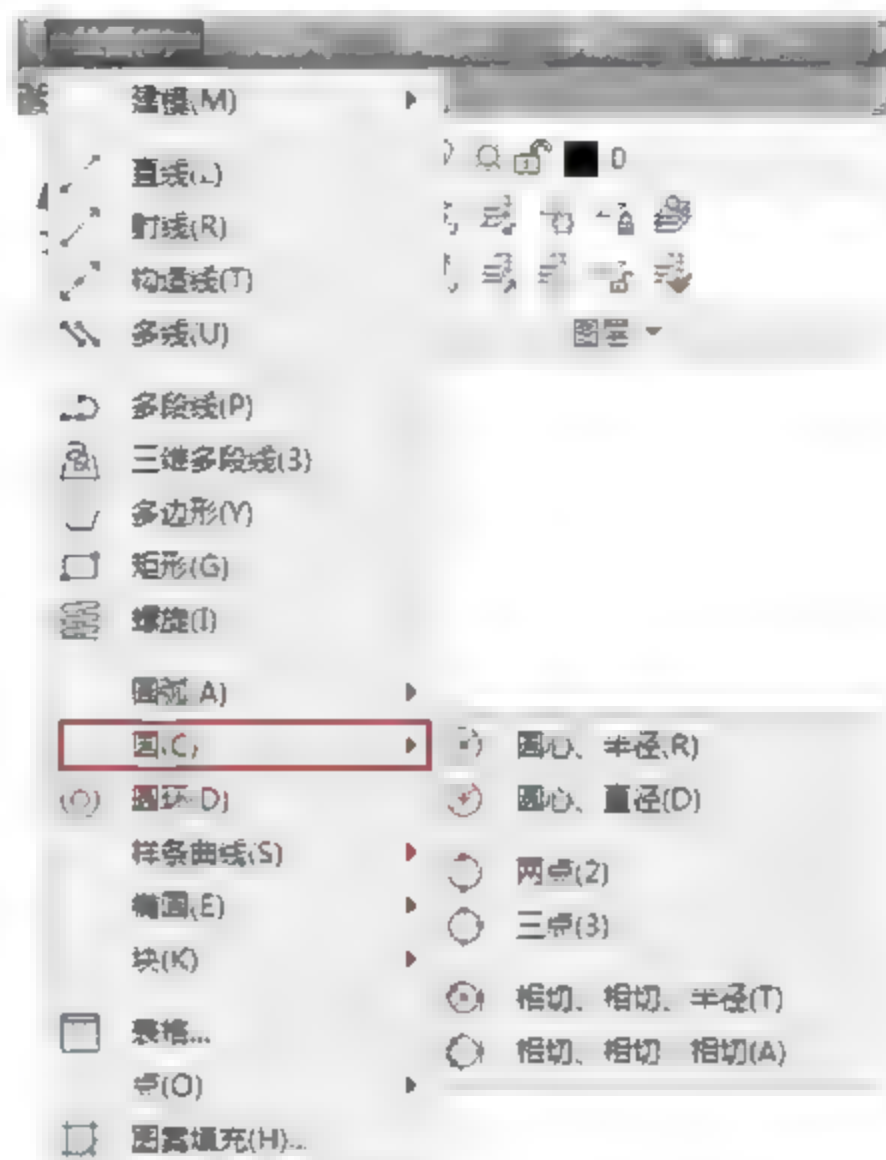 建模(M)
0
直线(L)
射线(R)
构造线(T)
多线(U)
图层
多段线(P)
三维多段线(3)
多边形(Y)
矩形(G)
螺旋(I)
圆弧(A)
圆(C)
圆心、半径(R)
圆环(D)
圆心、直径(D)
样条曲线(S)
两点(2)
椭圆(E)
三点(3)
块(K)
相切、相切、半径(T)
表格...
相切、相切、相切(A)
点(O)
图案填充(H)...